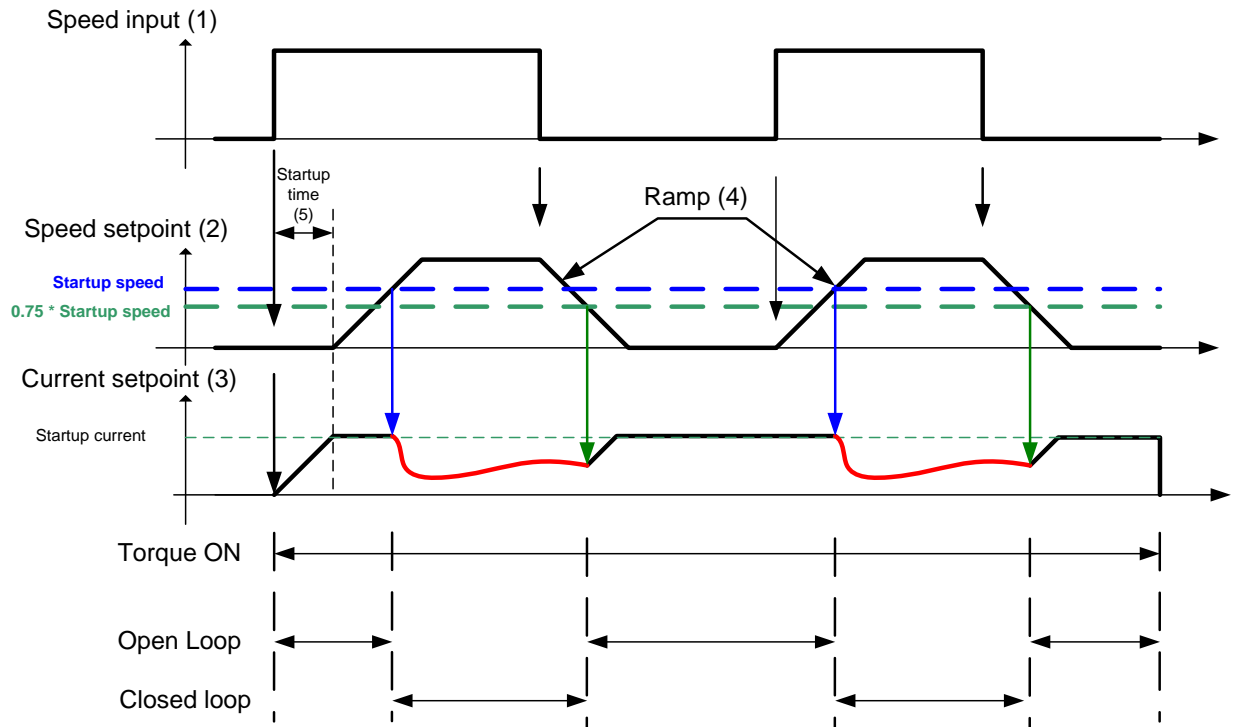 Speed input (1)
Startup
time
(5)
Ramp (4)
Speed setpoint (2)
Startup speed
0.75 * Startup speed
Current setpoint (3)
Startup current
Torque ON
Open Loop
Closed loop